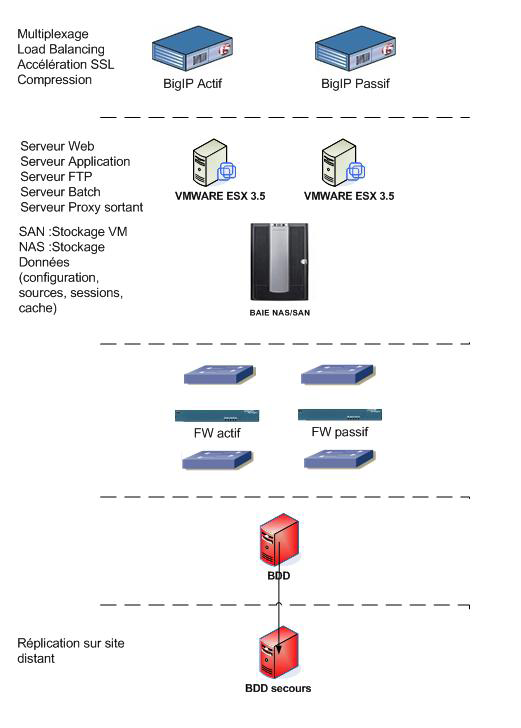 Multiplexage
Load Balancing
Accélération SSL
Compression
BigIP Actif
BigIP Passif
Serveur Web
Serveur Application
Serveur FTP
Serveur Batch
Serveur Proxy sortant
VMWARE ESX 3.5
VMWARE ESX 3.5
SAN :Stockage VM
NAS :Stockage
Données
(configuration,
sources, sessions,
cache)
BAIE NAS/SAN
FW actif
FW passif
BDD
Réplication sur site
distant
BDD secours